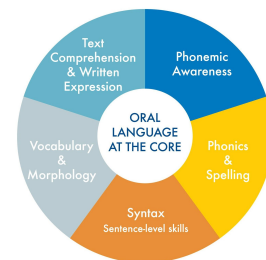 Text
Comprehension
& Written
Expression
Phonemic
Awareness
ORAL
LANGUAGE
AT THE CORE
Vocabulary
&
Morphology
Phonics
&
Spelling
Syntax
Sentence-level skills